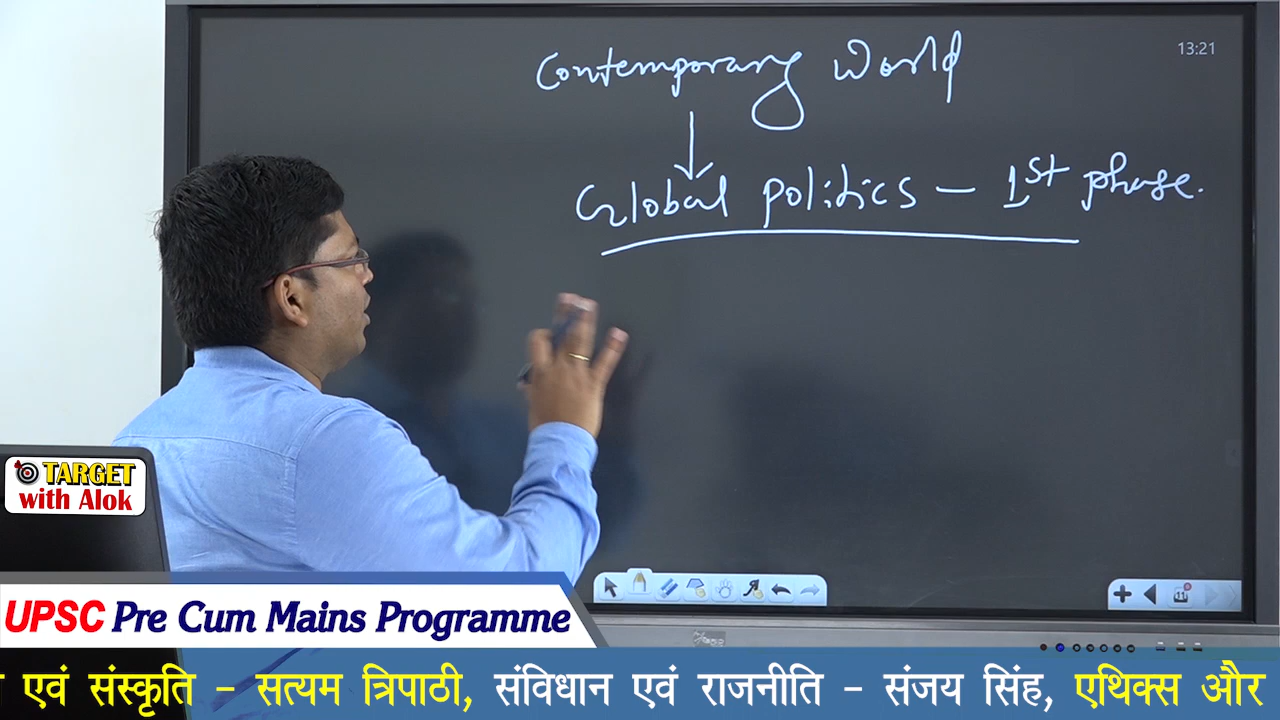 Contemporary World
13:21
Global politics – 1st phase.
TARGET
with Alok
11
UPSC Pre Cum Mains Programme
एवं संस्कृति – सत्यम त्रिपाठी, संविधान एवं राजनीति – संजय सिंह, एथिक्स और